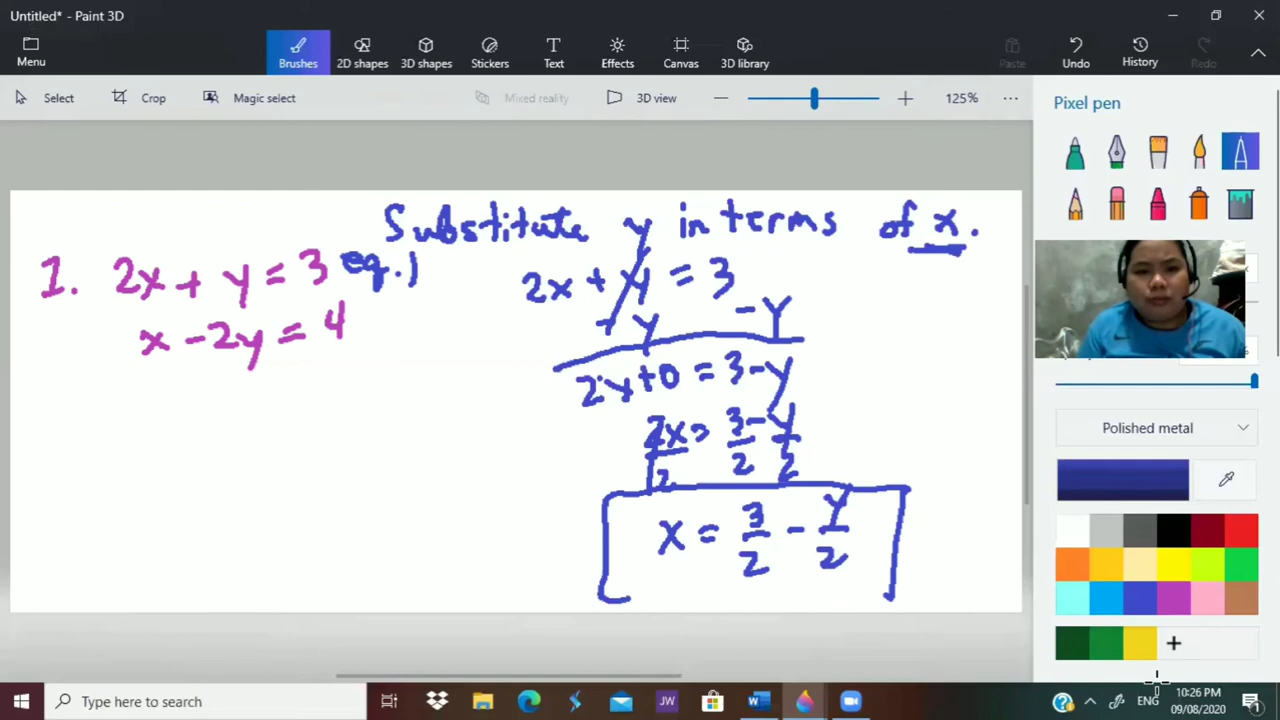 Untitled* - Paint 3D
Menu
Brushes
2D shapes
3D shapes
Stickers
Text
Effects
Canvas
3D library
Paste
Undo
History
Redo
Select
Crop
Magic select
Mixed reality
3D view
125%
Pixel pen
Substitute y in terms of x.
1. 2x + y = 3 eq.1
x - 2y = 4
2x + y = 3
- y - y
2y+0 = 3-y
2x = 3 - y
2 2 2
x = 3/2 - y/2
Polished metal
Type here to search
JW
ENG
10:26 PM
09/08/2020
1